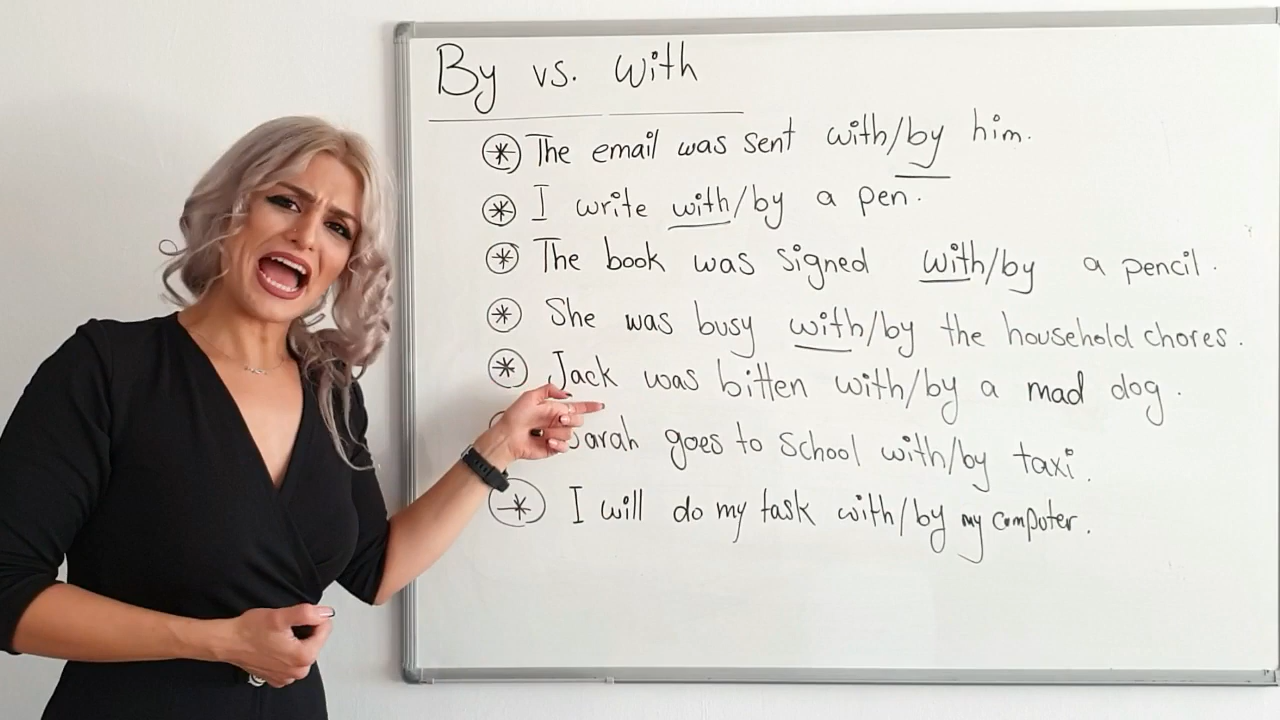 By vs. With
The email was sent with/by him.
I write with/by a pen.
The book was signed with/by a pencil.
She was busy with/by the household chores.
Jack was bitten with/by a mad dog.
Sarah goes to School with/by taxi.
I will do my task with/by my computer.